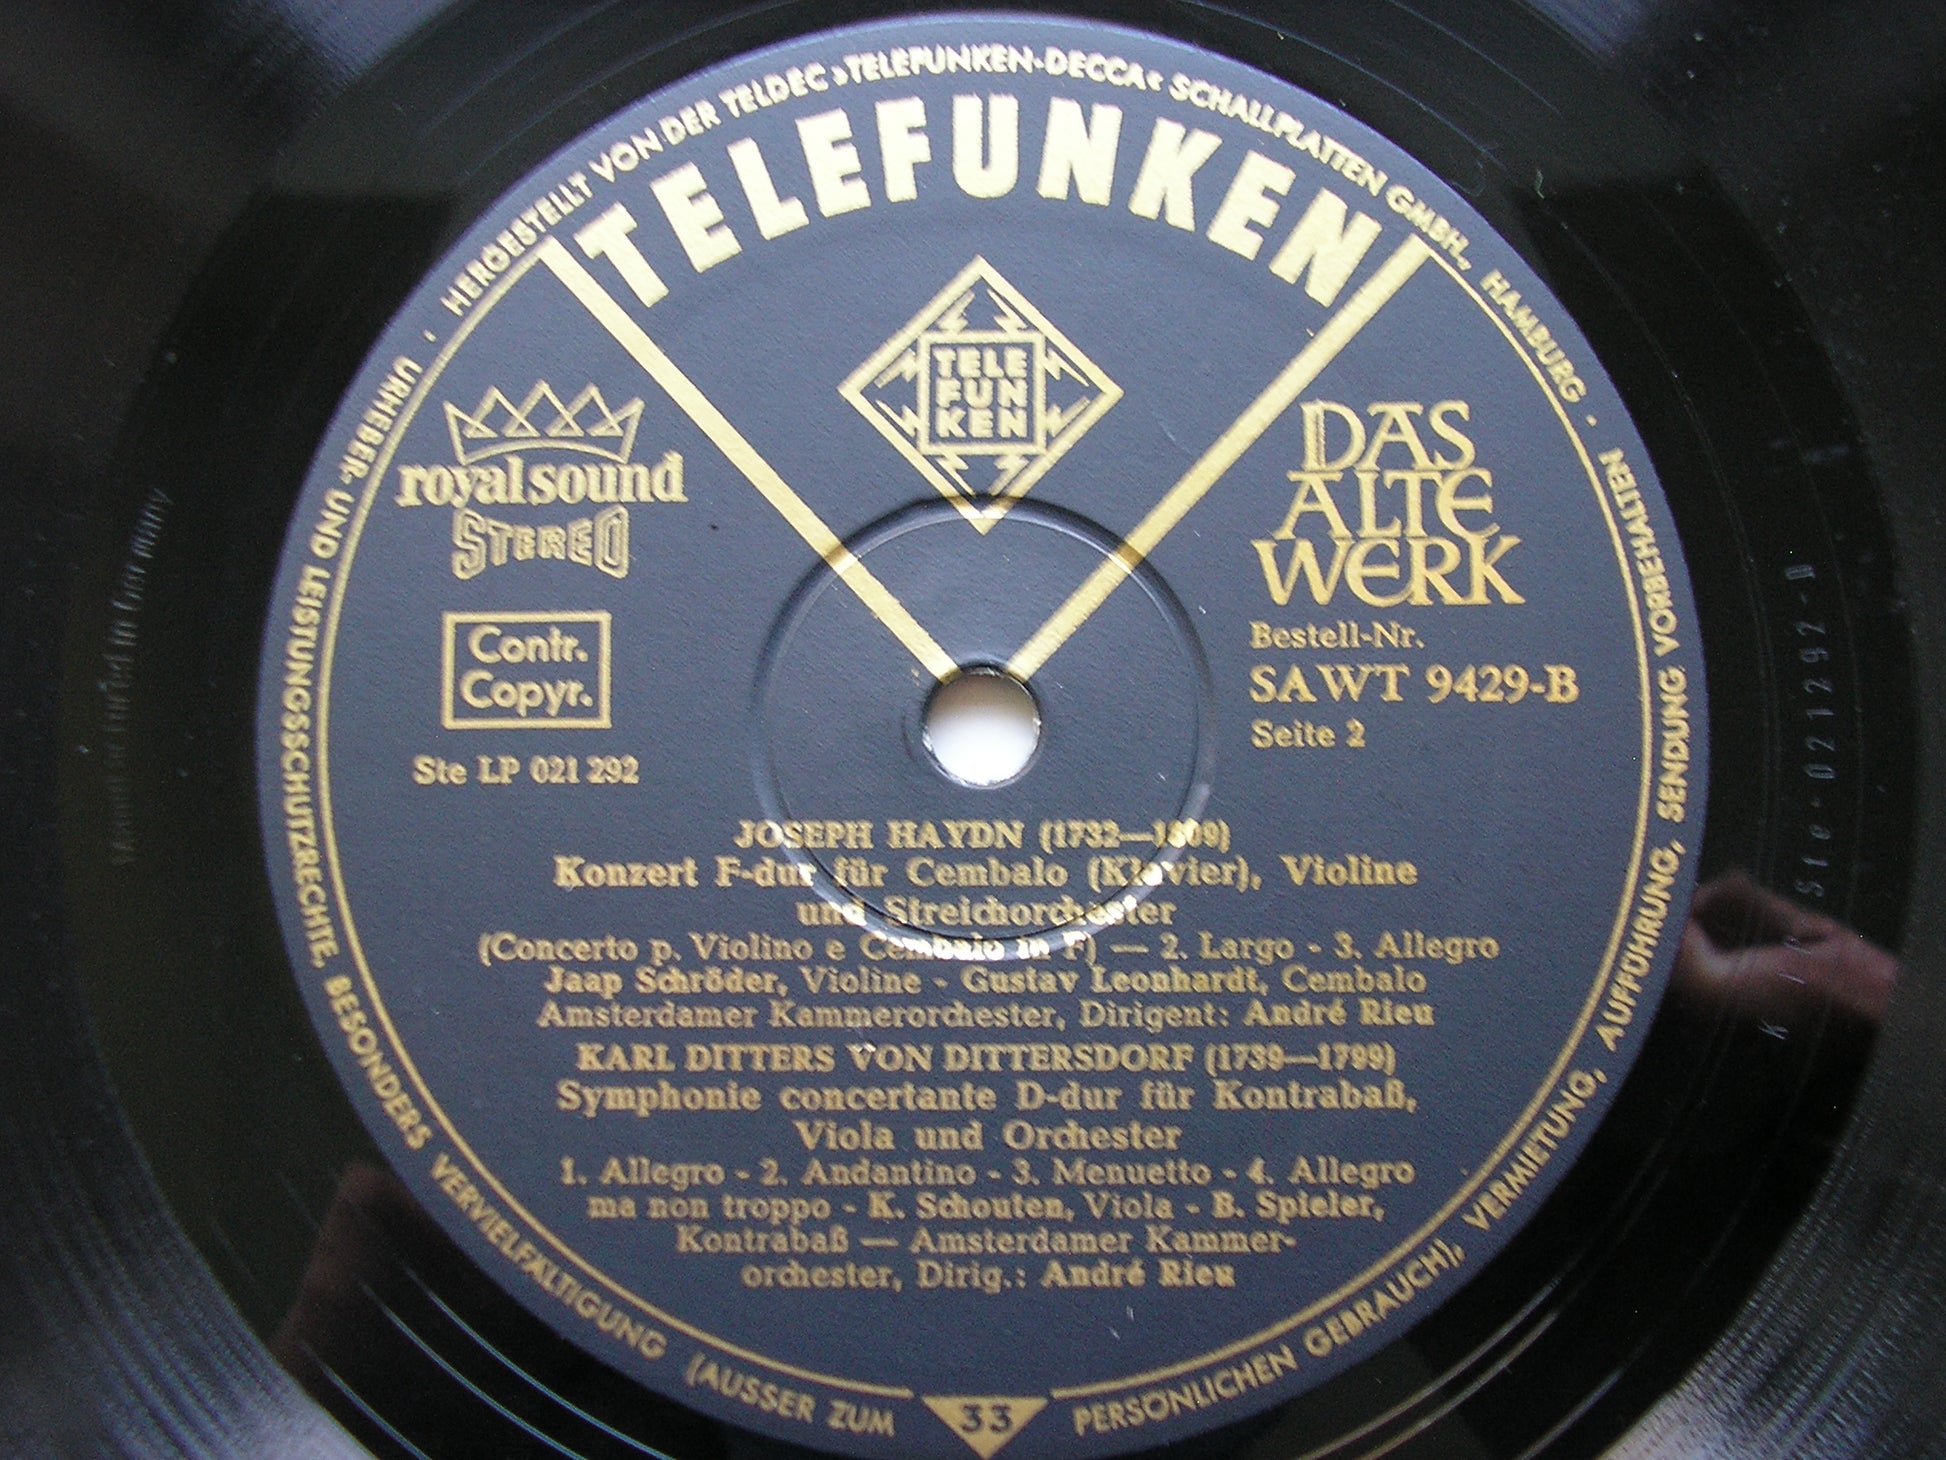 HERGESTELLT VON DER TELDEC »TELEFUNKEN-DECCA« SCHALLPLATTEN GMBH., HAMBURG · URHEBER- UND LEISTUNGSSCHUTZRECHTE, BESONDERS VERVIELFÄLTIGUNG (AUSSER ZUM PERSÖNLICHEN GEBRAUCH), VERMIETUNG, AUFFÜHRUNG, SENDUNG VORBEHALTEN ·
TELEFUNKEN
TELE
FUN
KEN
royal sound
STEREO
DAS
ALTE
WERK
Contr.
Copyr.
Bestell-Nr.
SAWT 9429-B
Seite 2
Ste LP 021 292
JOSEPH HAYDN (1732—1809)
Konzert F-dur für Cembalo (Klavier), Violine
und Streichorchester
(Concerto p. Violino e Cembalo in F) — 2. Largo - 3. Allegro
Jaap Schröder, Violine - Gustav Leonhardt, Cembalo
Amsterdamer Kammerorchester, Dirigent: André Rieu
KARL DITTERS VON DITTERSDORF (1739—1799)
Symphonie concertante D-dur für Kontrabaß,
Viola und Orchester
1. Allegro - 2. Andantino - 3. Menuetto - 4. Allegro
ma non troppo - K. Schouten, Viola - B. Spieler,
Kontrabaß — Amsterdamer Kammer-
orchester, Dirig.: André Rieu
33
Manufactured in Germany